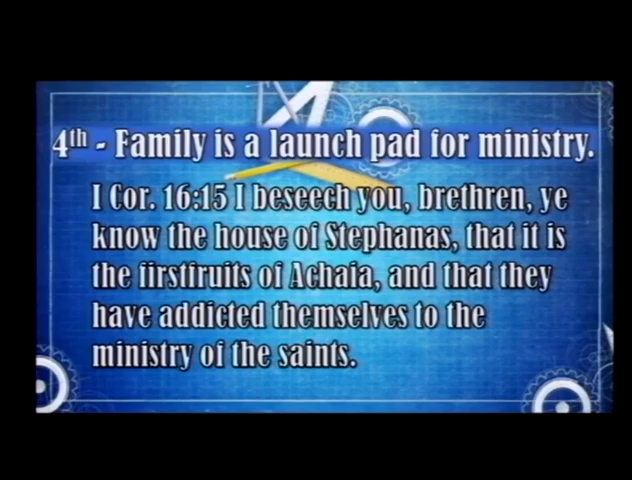 4th - Family is a launch pad for ministry.
I Cor. 16:15 I beseech you, brethren, ye
know the house of Stephanas, that it is
the firstfruits of Achaia, and that they
have addicted themselves to the
ministry of the saints.